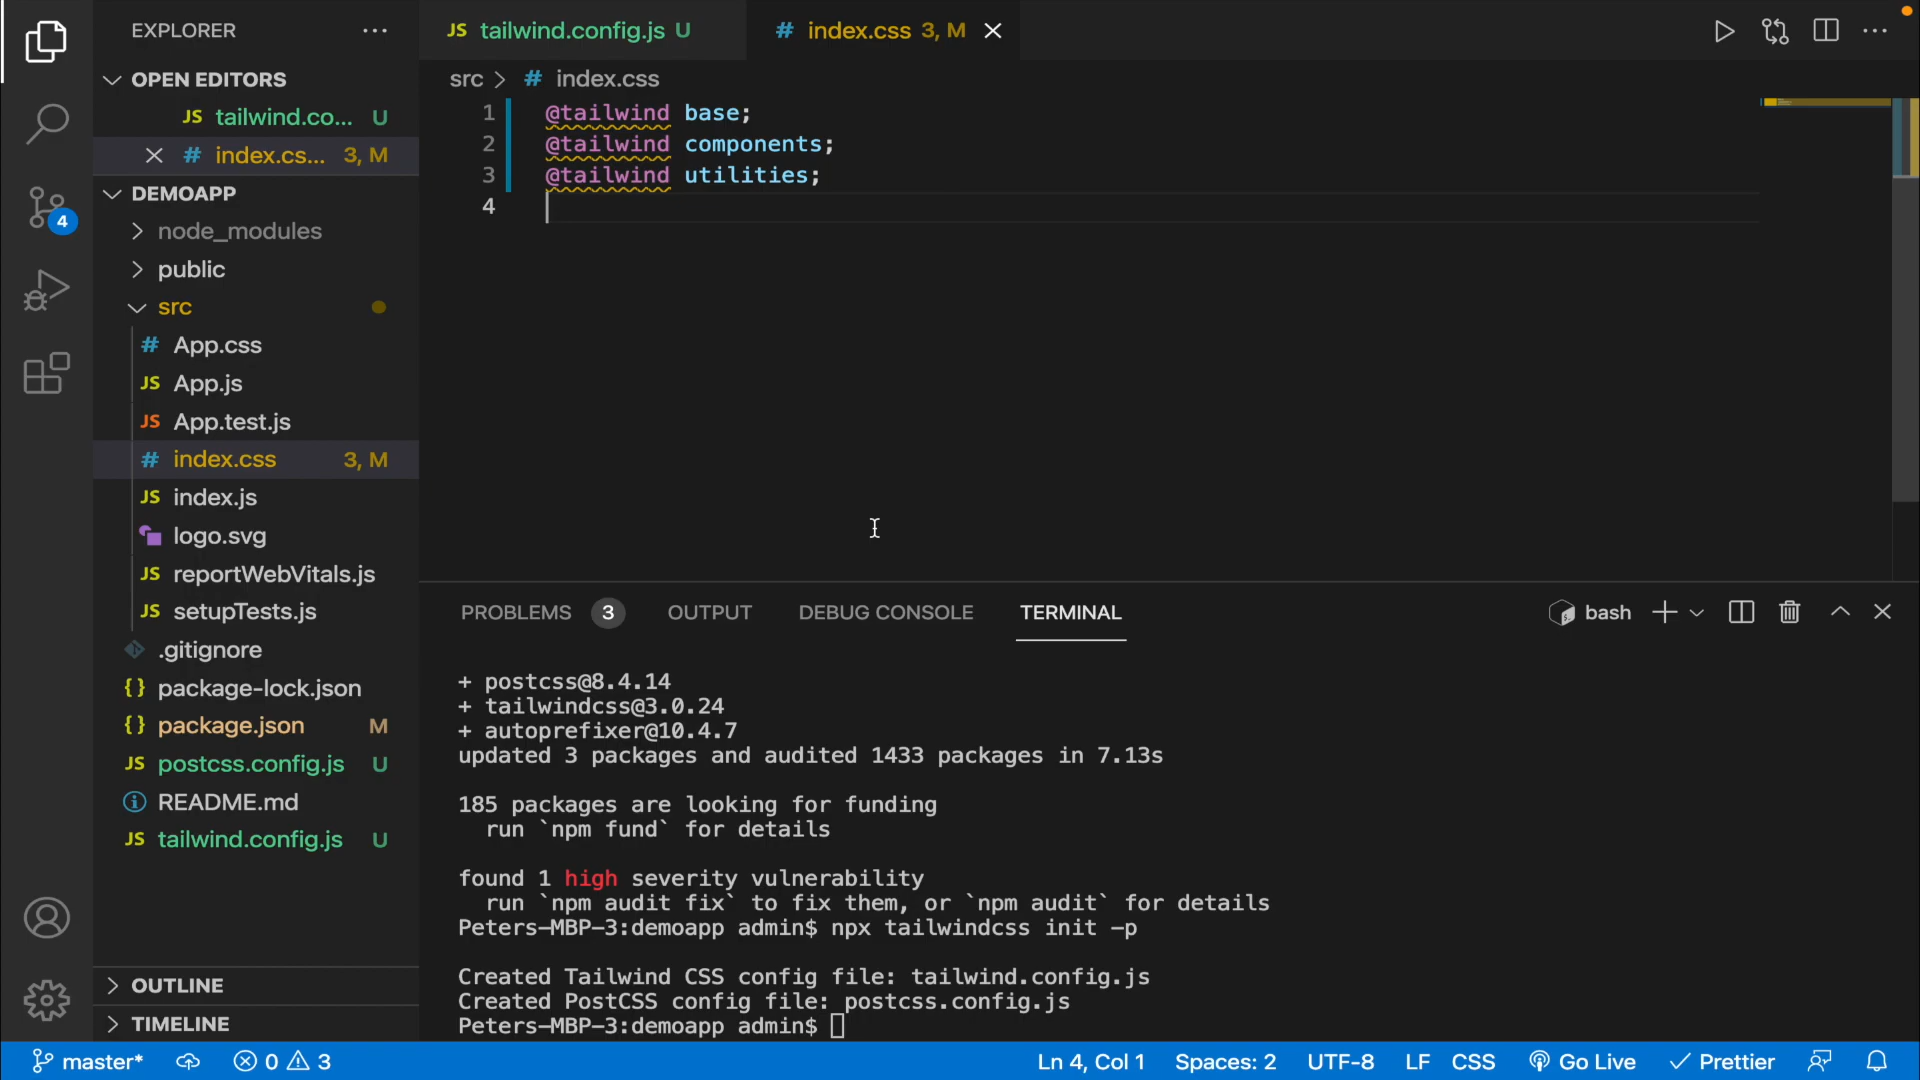 EXPLORER
OPEN EDITORS
JS tailwind.co... U
# index.cs... 3, M
DEMOAPP
node_modules
public
src
# App.css
JS App.js
JS App.test.js
# index.css 3, M
JS index.js
logo.svg
JS reportWebVitals.js
JS setupTests.js
.gitignore
{} package-lock.json
{} package.json M
JS postcss.config.js U
README.md
JS tailwind.config.js U
OUTLINE
TIMELINE
4
JS tailwind.config.js U
# index.css 3, M
src > # index.css
1 @tailwind base;
2 @tailwind components;
3 @tailwind utilities;
4
PROBLEMS 3 OUTPUT DEBUG CONSOLE TERMINAL
bash
+ postcss@8.4.14
+ tailwindcss@3.0.24
+ autoprefixer@10.4.7
updated 3 packages and audited 1433 packages in 7.13s
185 packages are looking for funding
run `npm fund` for details
found 1 high severity vulnerability
run `npm audit fix` to fix them, or `npm audit` for details
Peters-MBP-3:demoapp admin$ npx tailwindcss init -p
Created Tailwind CSS config file: tailwind.config.js
Created PostCSS config file: postcss.config.js
Peters-MBP-3:demoapp admin$
master* 0 3
Ln 4, Col 1 Spaces: 2 UTF-8 LF CSS Go Live Prettier